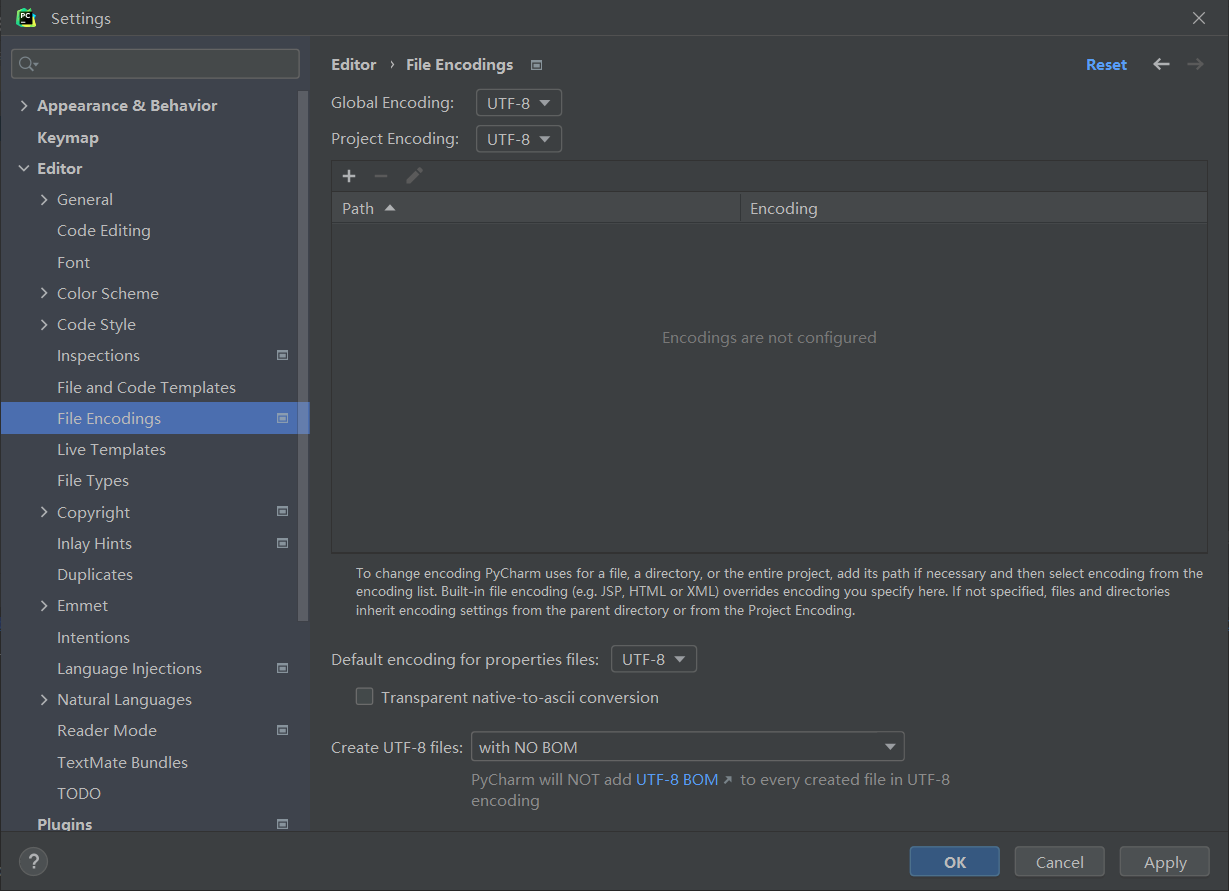 PC
Settings
Appearance & Behavior
Keymap
Editor
General
Code Editing
Font
Color Scheme
Code Style
Inspections
File and Code Templates
File Encodings
Live Templates
File Types
Copyright
Inlay Hints
Duplicates
Emmet
Intentions
Language Injections
Natural Languages
Reader Mode
TextMate Bundles
TODO
Plugins
Editor › File Encodings
Reset
Global Encoding: UTF-8
Project Encoding: UTF-8
Path Encoding
Encodings are not configured
To change encoding PyCharm uses for a file, a directory, or the entire project, add its path if necessary and then select encoding from the
encoding list. Built-in file encoding (e.g. JSP, HTML or XML) overrides encoding you specify here. If not specified, files and directories
inherit encoding settings from the parent directory or from the Project Encoding.
Default encoding for properties files: UTF-8
Transparent native-to-ascii conversion
Create UTF-8 files: with NO BOM
PyCharm will NOT add UTF-8 BOM ↗ to every created file in UTF-8
encoding
?
OK
Cancel
Apply